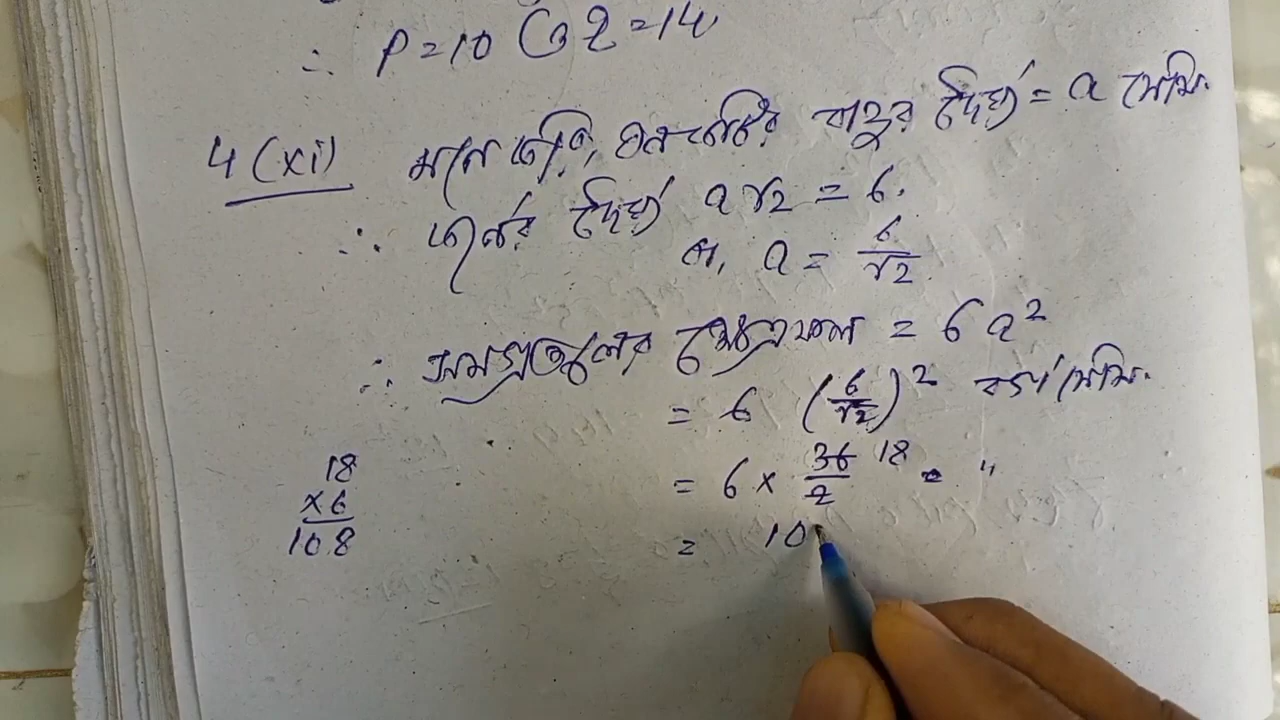 ∴ P = 10 ও q = 14
4(xi) মনে করি, ঘনকটির বাহুর দৈর্ঘ্য = a সেমি.
∴ কর্ণের দৈর্ঘ্য a√2 = 6.
বা, a = 6/√2
∴ সমগ্রতলের ক্ষেত্রফল = 6a²
= 6 (6/√2)² বর্গ সেমি.
= 6 × 36/2 18 "
= 10
18
×6
108